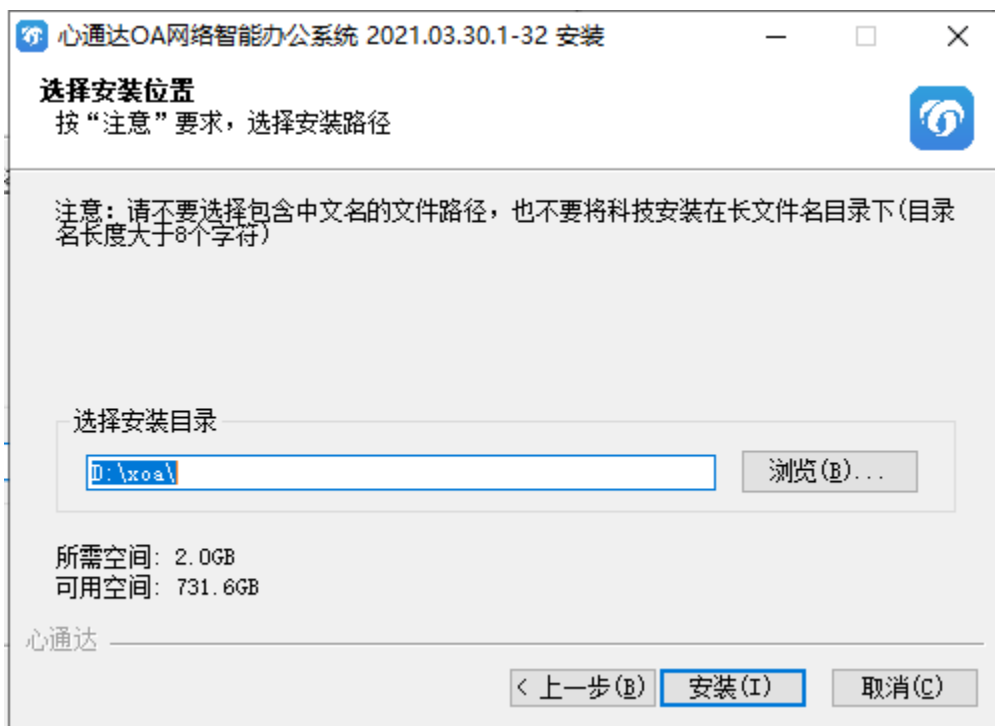 心通达OA网络智能办公系统 2021.03.30.1-32 安装
选择安装位置
按“注意”要求，选择安装路径
注意：请不要选择包含中文名的文件路径，也不要将科技安装在长文件名目录下(目录
名长度大于8个字符)
选择安装目录
D:\xoa\
浏览(B)...
所需空间: 2.0GB
可用空间: 731.6GB
心通达
< 上一步(B)
安装(I)
取消(C)